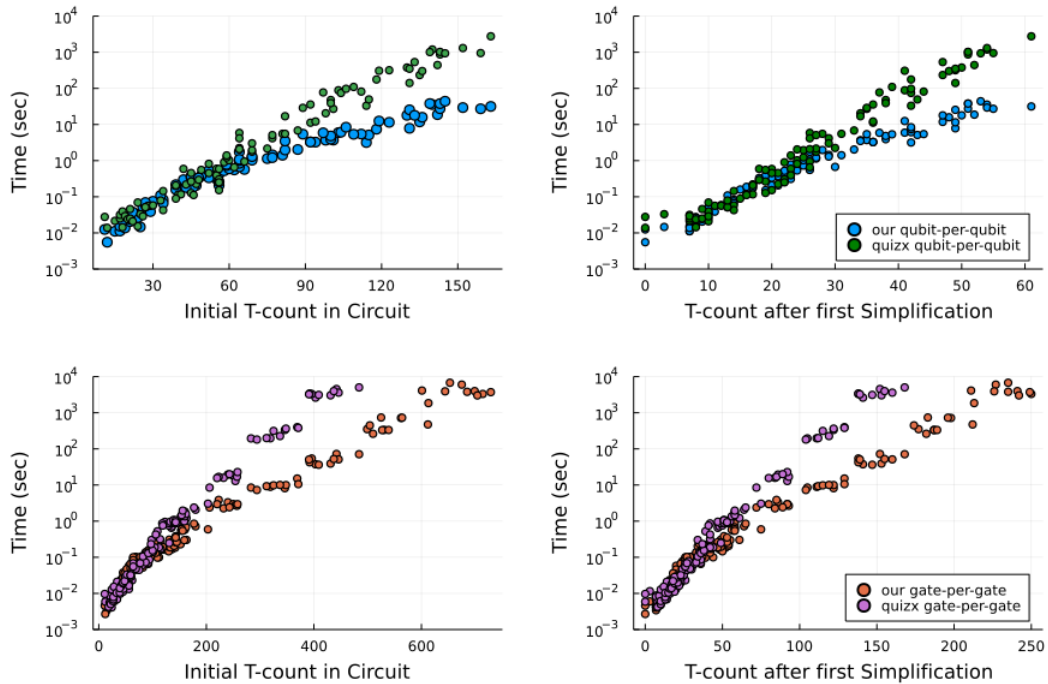 10^4
10^3
10^2
10^1
10^0
10^-1
10^-2
10^-3
Time (sec)
30 60 90 120 150
Initial T-count in Circuit
10^4
10^3
10^2
10^1
10^0
10^-1
10^-2
10^-3
Time (sec)
our qubit-per-qubit
quizx qubit-per-qubit
0 10 20 30 40 50 60
T-count after first Simplification
10^4
10^3
10^2
10^1
10^0
10^-1
10^-2
10^-3
Time (sec)
0 200 400 600
Initial T-count in Circuit
10^4
10^3
10^2
10^1
10^0
10^-1
10^-2
10^-3
Time (sec)
our gate-per-gate
quizx gate-per-gate
0 50 100 150 200 250
T-count after first Simplification